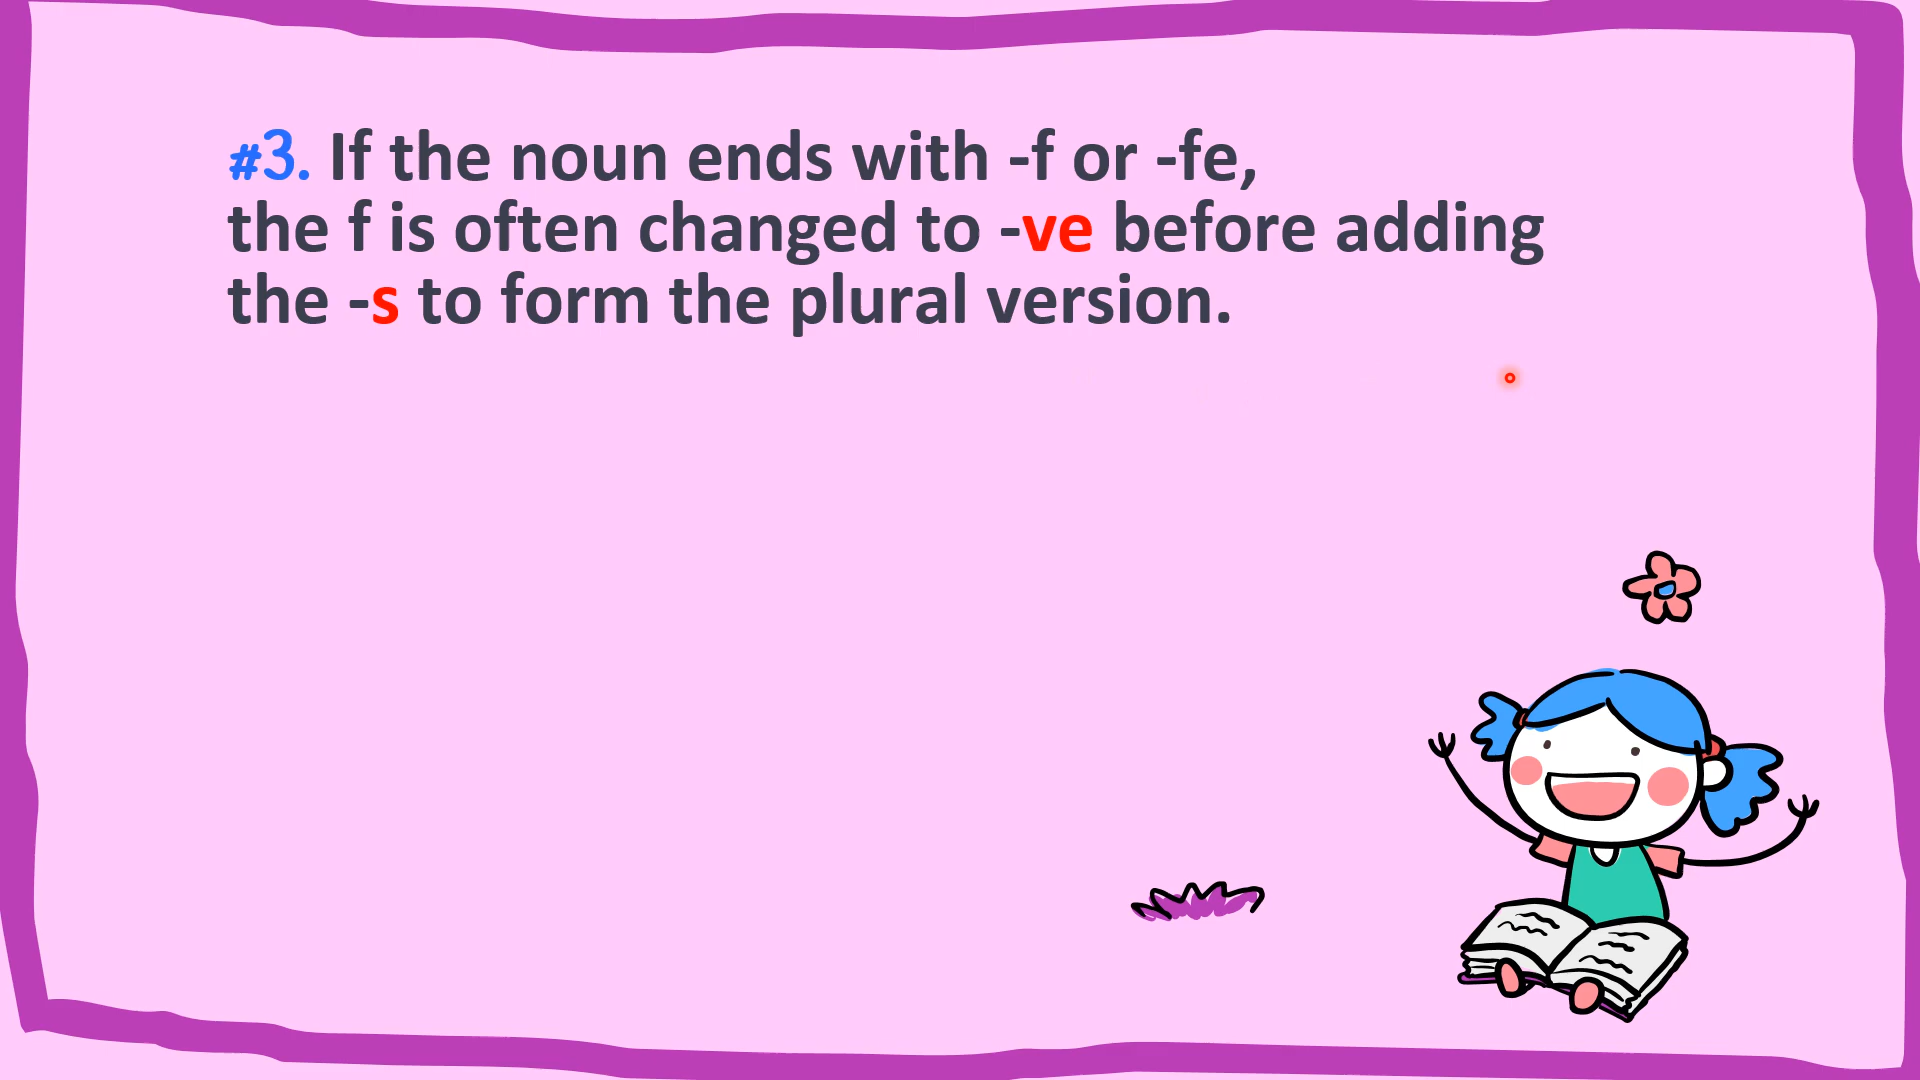 #3. If the noun ends with -f or -fe,
the f is often changed to -ve before adding
the -s to form the plural version.